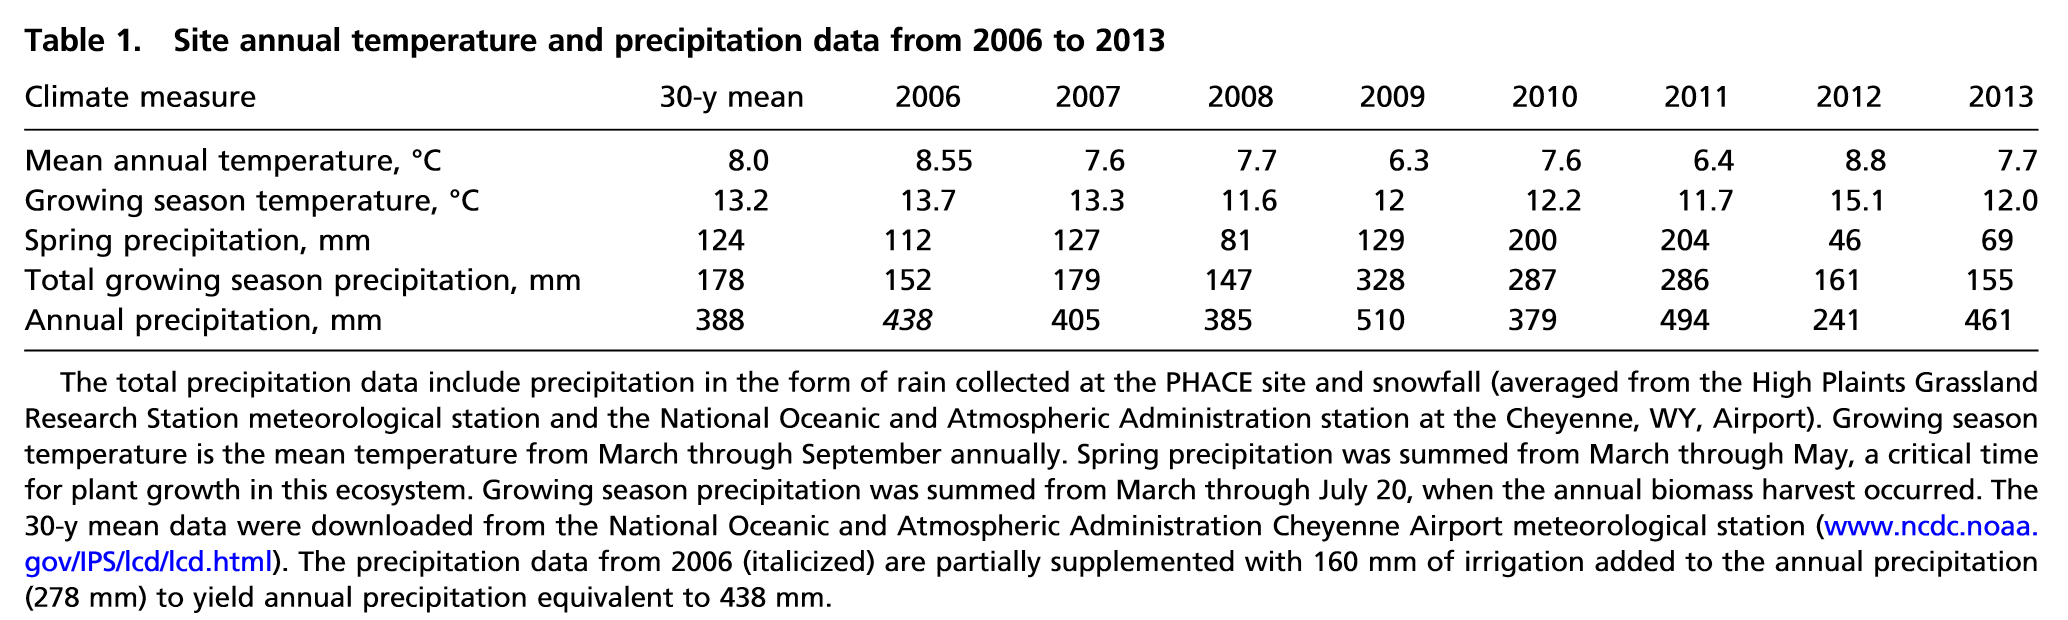 Table 1. Site annual temperature and precipitation data from 2006 to 2013
Climate measure 30-y mean 2006 2007 2008 2009 2010 2011 2012 2013
Mean annual temperature, °C 8.0 8.55 7.6 7.7 6.3 7.6 6.4 8.8 7.7
Growing season temperature, °C 13.2 13.7 13.3 11.6 12 12.2 11.7 15.1 12.0
Spring precipitation, mm 124 112 127 81 129 200 204 46 69
Total growing season precipitation, mm 178 152 179 147 328 287 286 161 155
Annual precipitation, mm 388 438 405 385 510 379 494 241 461
The total precipitation data include precipitation in the form of rain collected at the PHACE site and snowfall (averaged from the High Plaints Grassland
Research Station meteorological station and the National Oceanic and Atmospheric Administration station at the Cheyenne, WY, Airport). Growing season
temperature is the mean temperature from March through September annually. Spring precipitation was summed from March through May, a critical time
for plant growth in this ecosystem. Growing season precipitation was summed from March through July 20, when the annual biomass harvest occurred. The
30-y mean data were downloaded from the National Oceanic and Atmospheric Administration Cheyenne Airport meteorological station (www.ncdc.noaa.
gov/IPS/lcd/lcd.html). The precipitation data from 2006 (italicized) are partially supplemented with 160 mm of irrigation added to the annual precipitation
(278 mm) to yield annual precipitation equivalent to 438 mm.